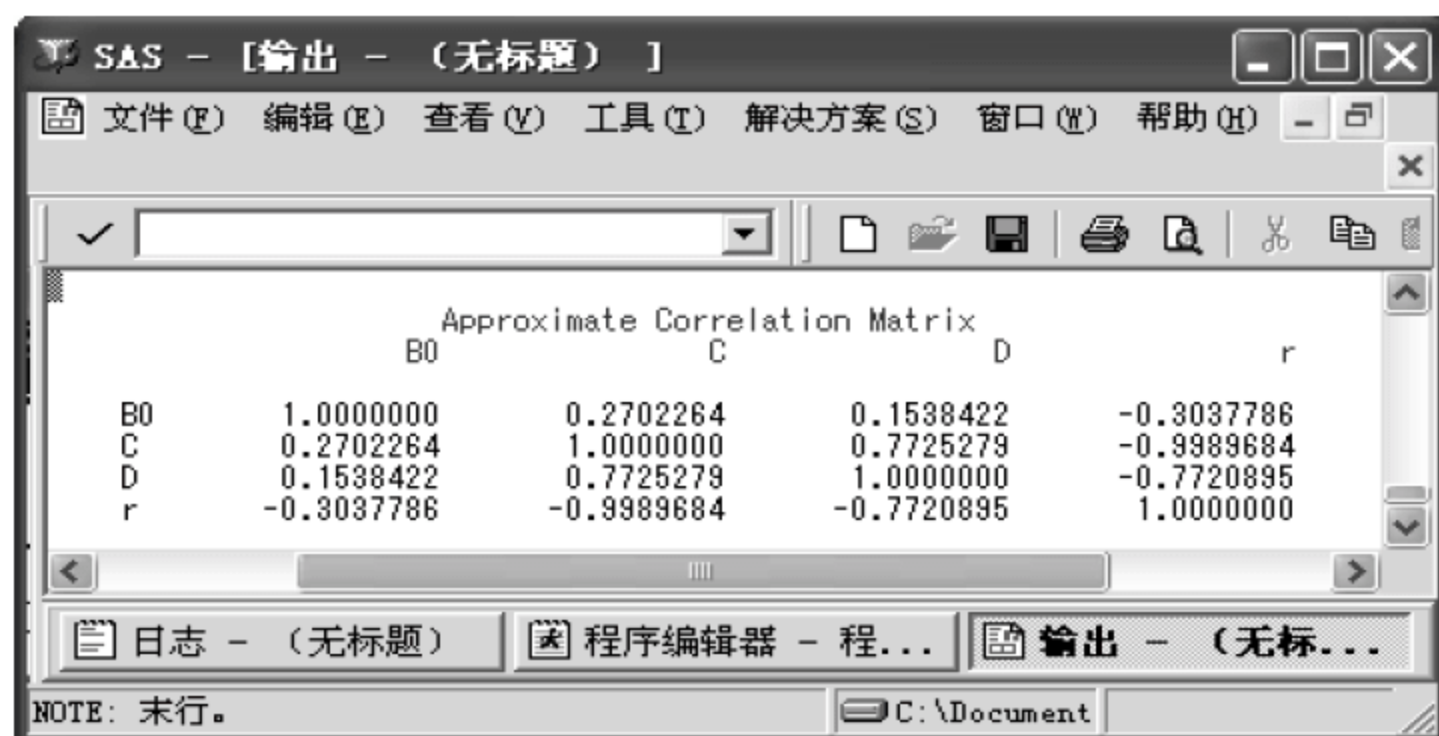 SAS - [输出 - （无标题） ]
文件(F) 编辑(E) 查看(V) 工具(T) 解决方案(S) 窗口(W) 帮助(H)
Approximate Correlation Matrix
B0 C D r
B0 1.0000000 0.2702264 0.1538422 -0.3037786
C 0.2702264 1.0000000 0.7725279 -0.9989684
D 0.1538422 0.7725279 1.0000000 -0.7720895
r -0.3037786 -0.9989684 -0.7720895 1.0000000
日志 - （无标题） 程序编辑器 - 程... 输出 - （无标...
NOTE: 末行。 C:\Document